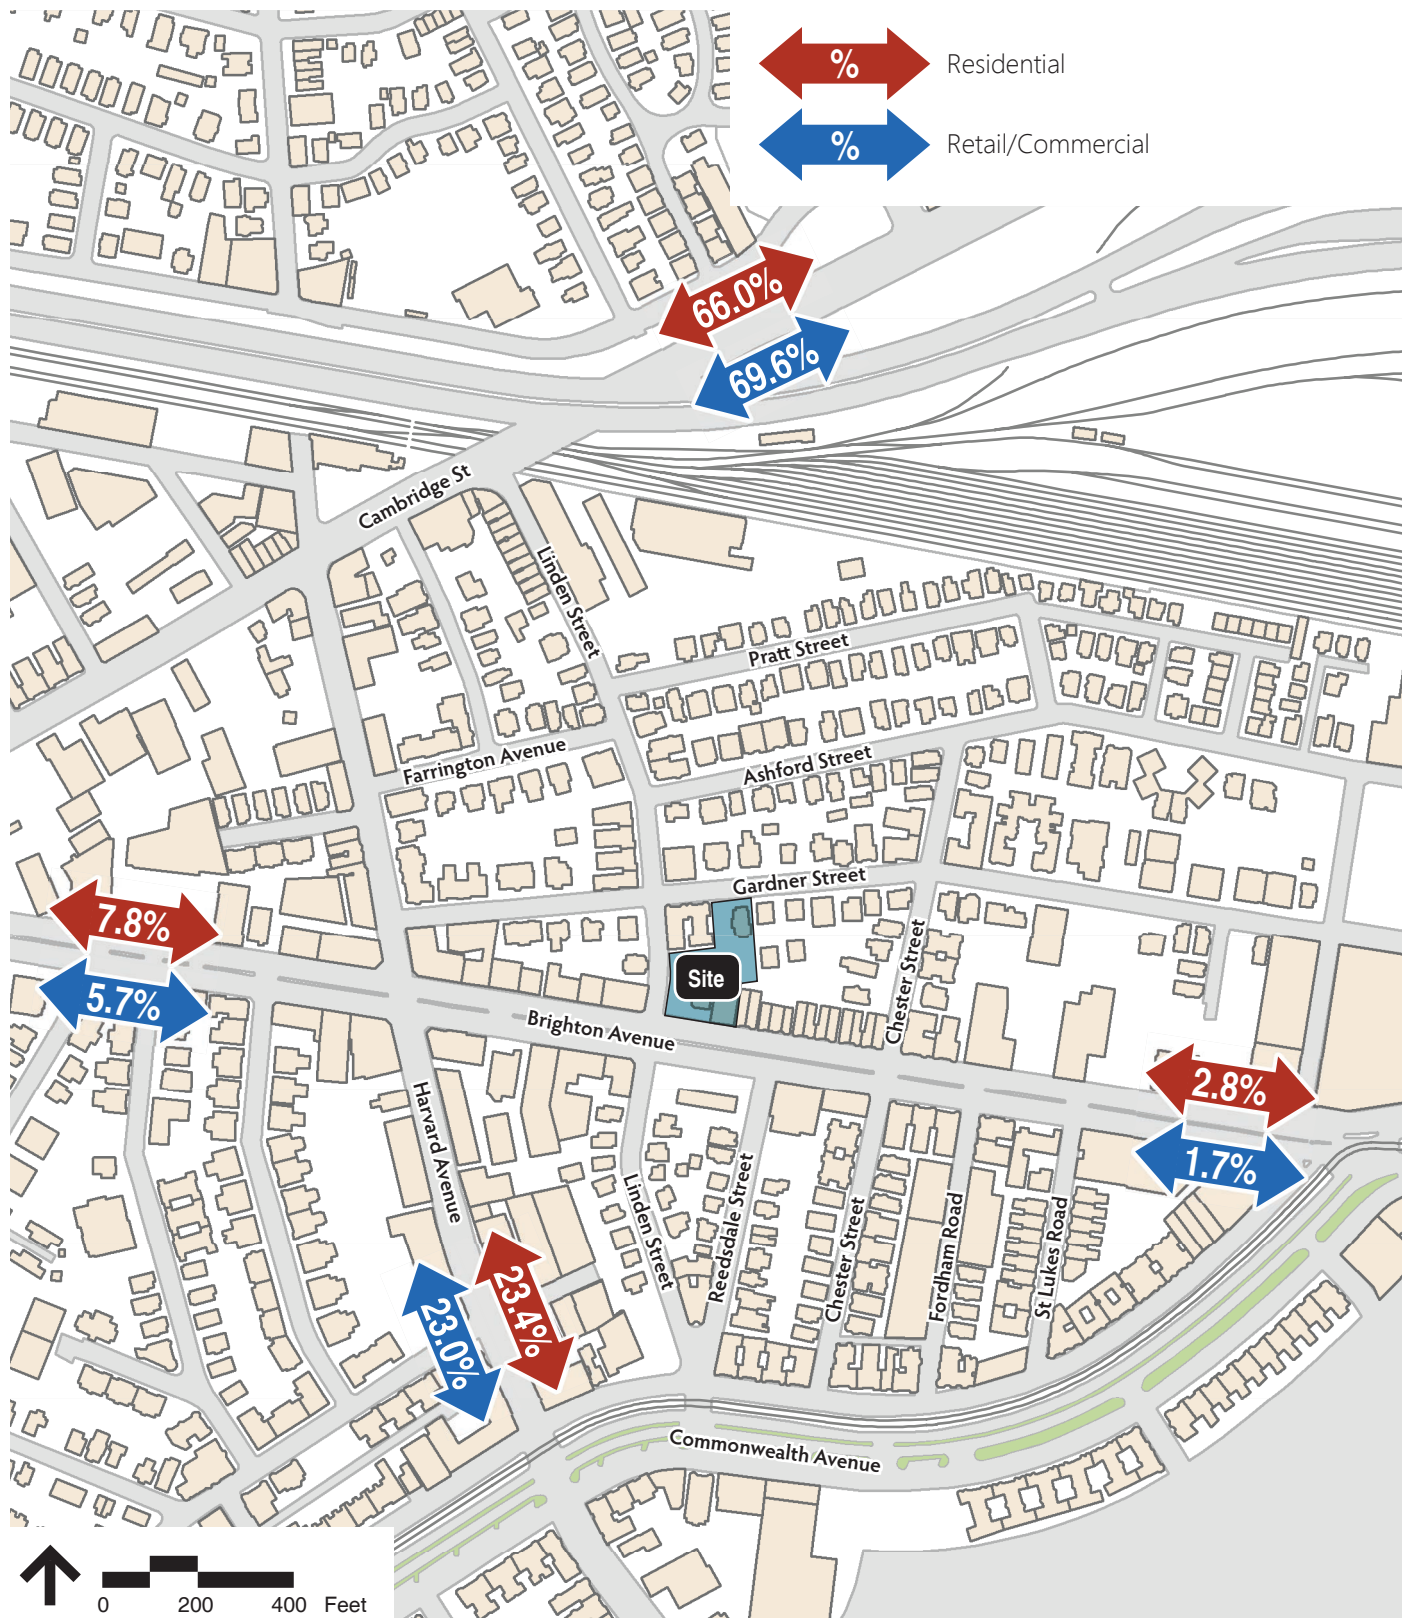 % Residential
% Retail/Commercial
66.0%
69.6%
Cambridge St
Linden Street
Pratt Street
Farrington Avenue
Ashford Street
Gardner Street
7.8%
5.7%
Site
Chester Street
Brighton Avenue
2.8%
1.7%
Harvard Avenue
Linden Street
Reedsdale Street
Chester Street
Fordham Road
St Lukes Road
23.4%
23.0%
Commonwealth Avenue
0 200 400 Feet